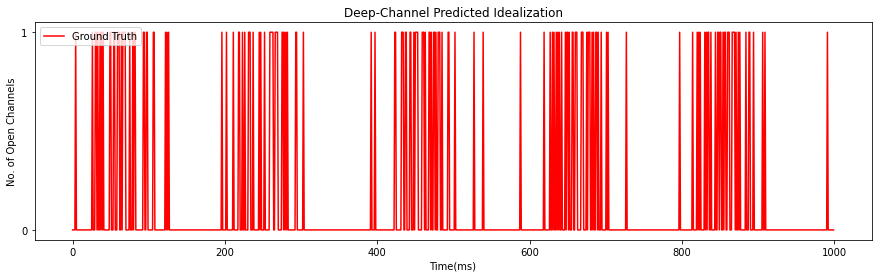 Deep-Channel Predicted Idealization
Ground Truth
No. of Open Channels
1
0
0
200
400
600
800
1000
Time(ms)